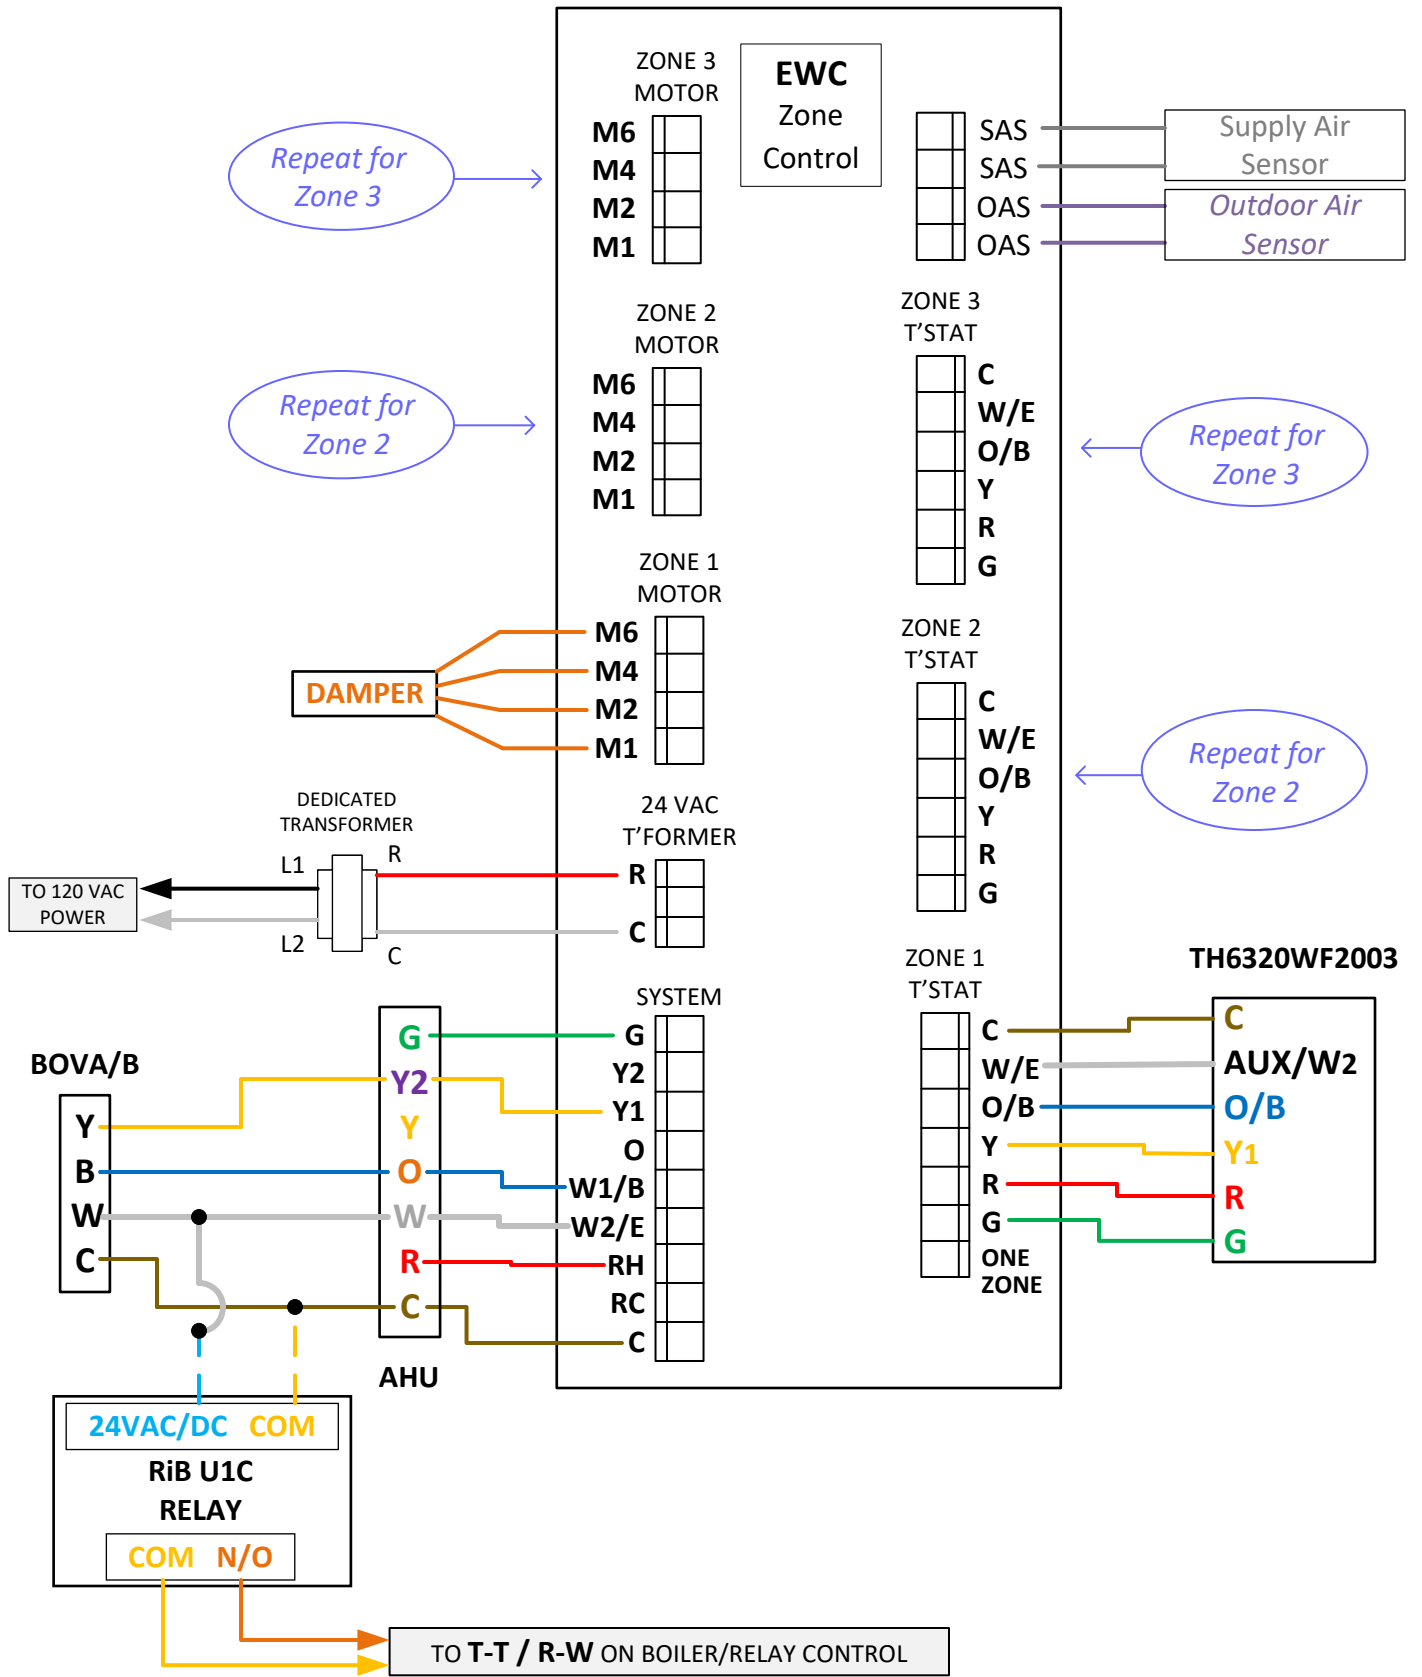 EWC
Zone
Control
ZONE 3
MOTOR
M6
M4
M2
M1
Repeat for
Zone 3
SAS
SAS
OAS
OAS
Supply Air
Sensor
Outdoor Air
Sensor
ZONE 2
MOTOR
M6
M4
M2
M1
Repeat for
Zone 2
ZONE 3
T’STAT
C
W/E
O/B
Y
R
G
Repeat for
Zone 3
ZONE 1
MOTOR
M6
M4
M2
M1
DAMPER
ZONE 2
T’STAT
C
W/E
O/B
Y
R
G
Repeat for
Zone 2
DEDICATED
TRANSFORMER
L1
R
L2
C
TO 120 VAC
POWER
24 VAC
T’FORMER
R
C
ZONE 1
T’STAT
C
W/E
O/B
Y
R
G
ONE
ZONE
TH6320WF2003
C
AUX/W2
O/B
Y1
R
G
SYSTEM
G
Y2
Y1
O
W1/B
W2/E
RH
RC
C
G
Y2
Y
O
W
R
C
AHU
BOVA/B
Y
B
W
C
24VAC/DC COM
RiB U1C
RELAY
COM N/O
TO T-T / R-W ON BOILER/RELAY CONTROL